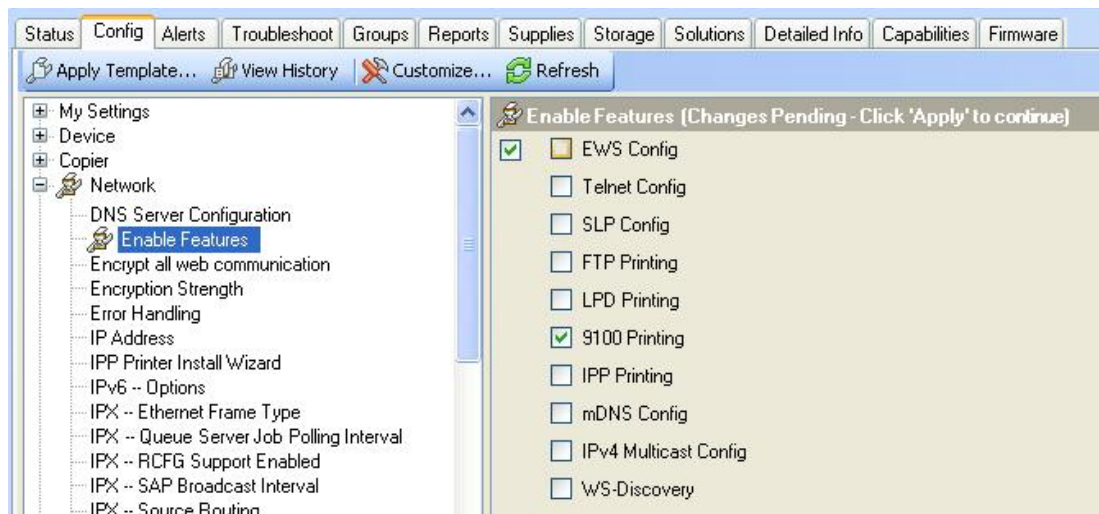 Status Config Alerts Troubleshoot Groups Reports Supplies Storage Solutions Detailed Info Capabilities Firmware
Apply Template... View History Customize... Refresh
My Settings
Device
Copier
Network
DNS Server Configuration
Enable Features
Encrypt all web communication
Encryption Strength
Error Handling
IP Address
IPP Printer Install Wizard
IPv6 -- Options
IPX -- Ethernet Frame Type
IPX -- Queue Server Job Polling Interval
IPX -- RCFG Support Enabled
IPX -- SAP Broadcast Interval
IPX -- Source Routing
Enable Features (Changes Pending - Click 'Apply' to continue)
EWS Config
Telnet Config
SLP Config
FTP Printing
LPD Printing
9100 Printing
IPP Printing
mDNS Config
IPv4 Multicast Config
WS-Discovery